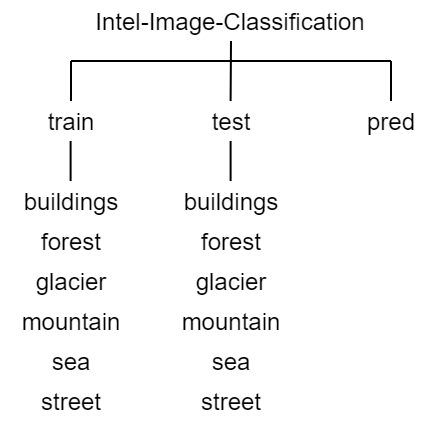 Intel-Image-Classification
train test pred
buildings buildings
forest forest
glacier glacier
mountain mountain
sea sea
street street